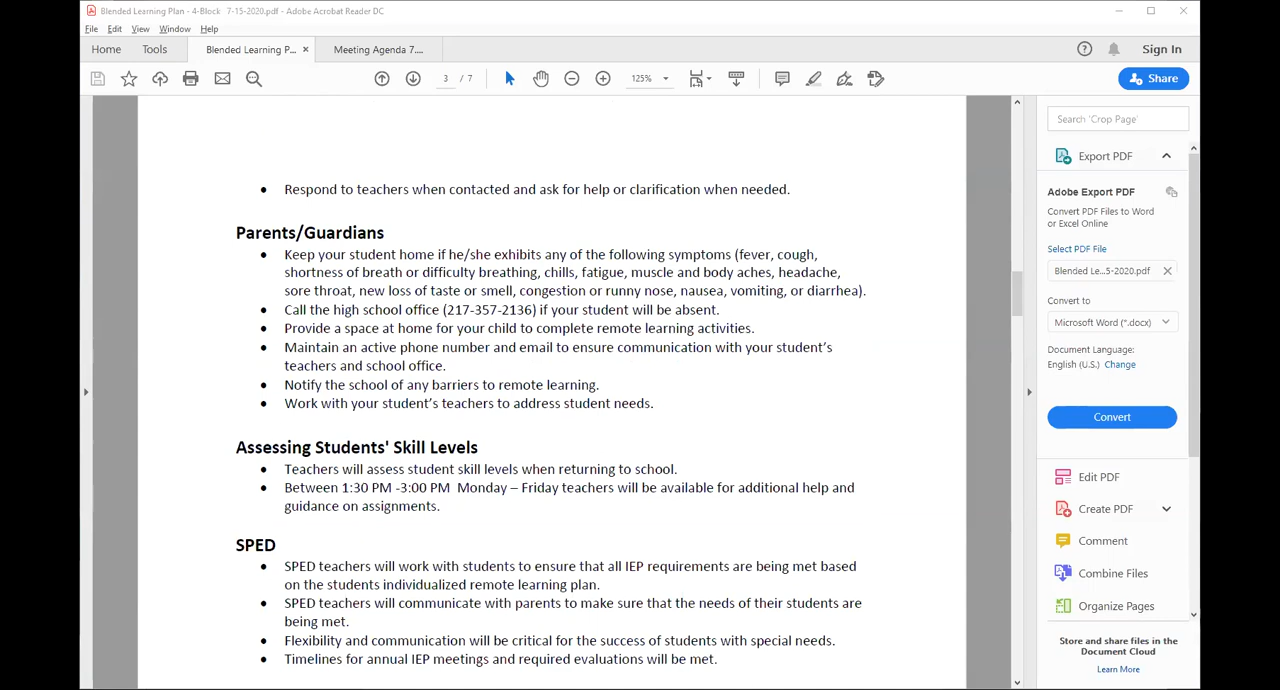 Blended Learning Plan - 4-Block   7-15-2020.pdf - Adobe Acrobat Reader DC
File Edit View Window Help
Home Tools Blended Learning P... × Meeting Agenda 7.... Sign In
3 / 7 125% Share
• Respond to teachers when contacted and ask for help or clarification when needed.
Parents/Guardians
• Keep your student home if he/she exhibits any of the following symptoms (fever, cough,
shortness of breath or difficulty breathing, chills, fatigue, muscle and body aches, headache,
sore throat, new loss of taste or smell, congestion or runny nose, nausea, vomiting, or diarrhea).
• Call the high school office (217-357-2136) if your student will be absent.
• Provide a space at home for your child to complete remote learning activities.
• Maintain an active phone number and email to ensure communication with your student’s
teachers and school office.
• Notify the school of any barriers to remote learning.
• Work with your student’s teachers to address student needs.
Assessing Students' Skill Levels
• Teachers will assess student skill levels when returning to school.
• Between 1:30 PM -3:00 PM  Monday – Friday teachers will be available for additional help and
guidance on assignments.
SPED
• SPED teachers will work with students to ensure that all IEP requirements are being met based
on the students individualized remote learning plan.
• SPED teachers will communicate with parents to make sure that the needs of their students are
being met.
• Flexibility and communication will be critical for the success of students with special needs.
• Timelines for annual IEP meetings and required evaluations will be met.
Search 'Crop Page'
Export PDF
Adobe Export PDF
Convert PDF Files to Word
or Excel Online
Select PDF File
Blended Le...5-2020.pdf
Convert to
Microsoft Word (*.docx)
Document Language:
English (U.S.) Change
Convert
Edit PDF
Create PDF
Comment
Combine Files
Organize Pages
Store and share files in the
Document Cloud
Learn More